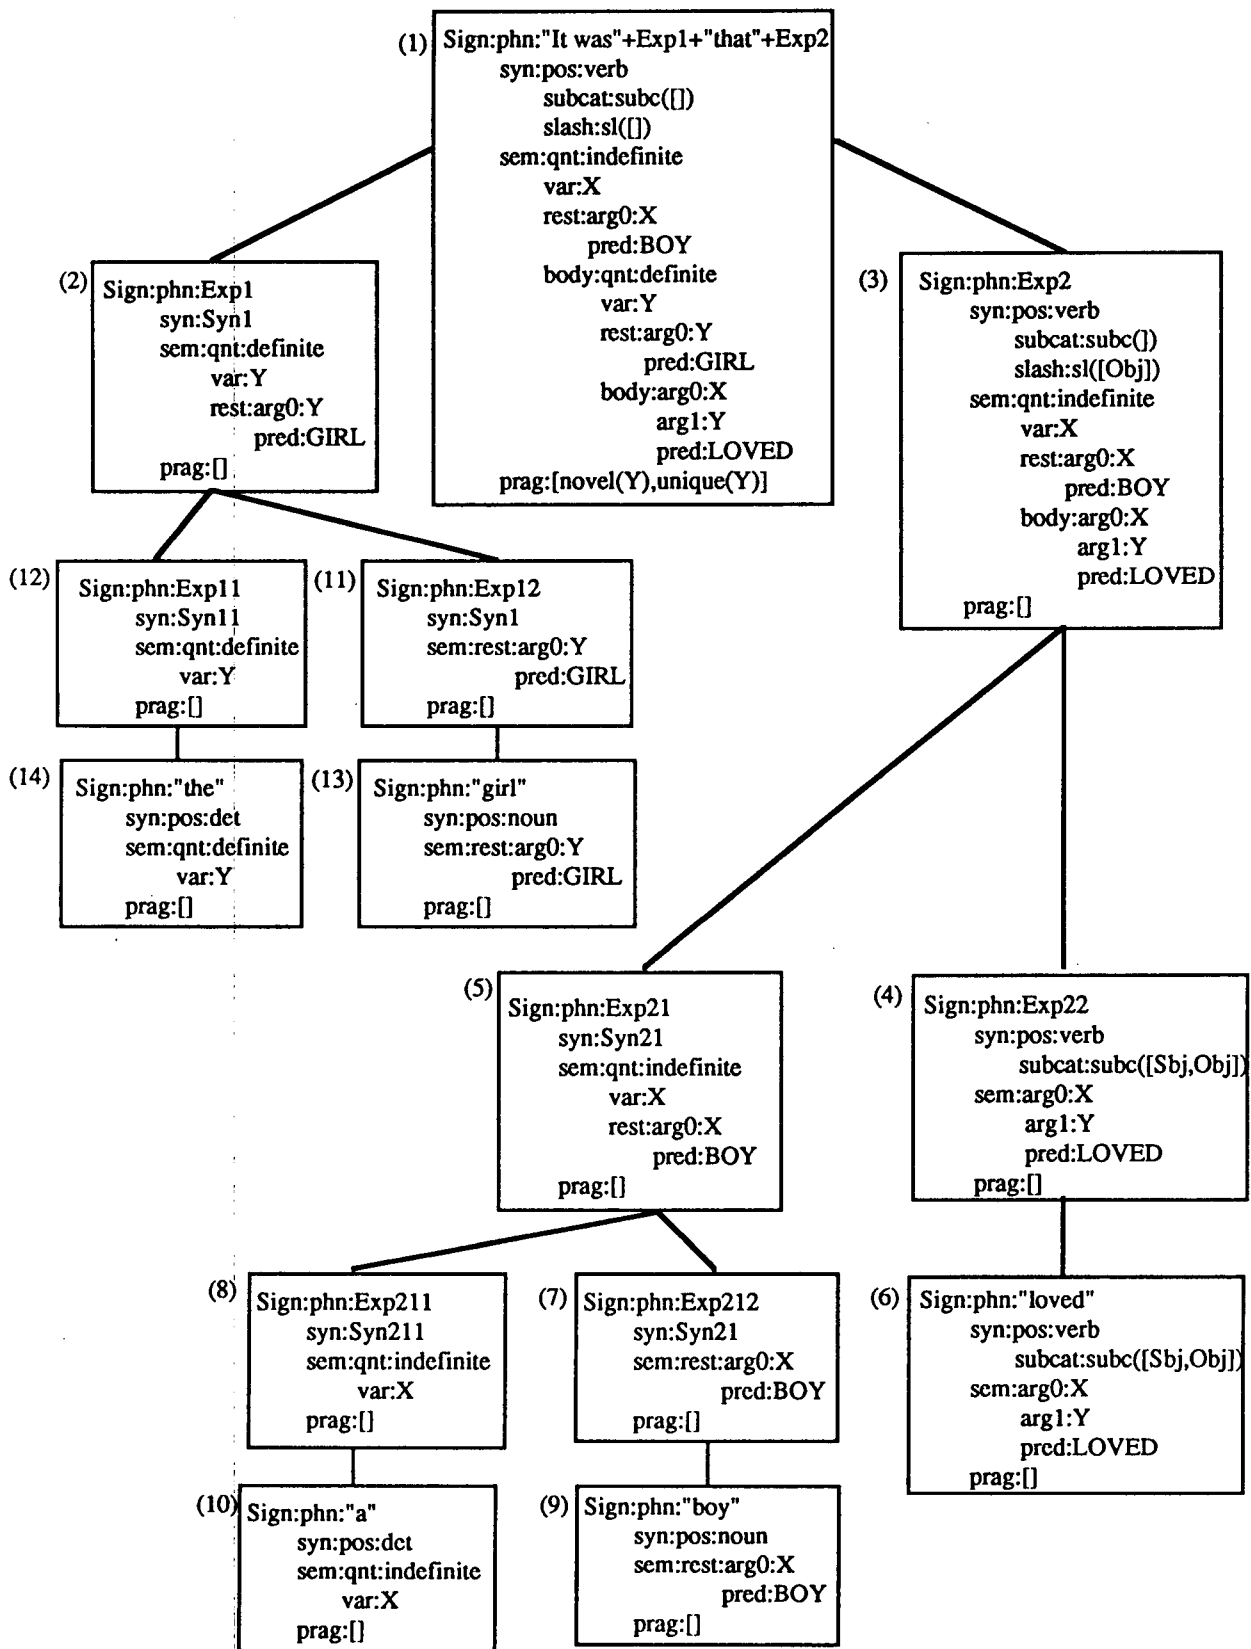 (1)
Sign:phn:"It was"+Exp1+"that"+Exp2
syn:pos:verb
subcat:subc([])
slash:sl([])
sem:qnt:indefinite
var:X
rest:arg0:X
pred:BOY
body:qnt:definite
var:Y
rest:arg0:Y
pred:GIRL
body:arg0:X
arg1:Y
pred:LOVED
prag:[novel(Y),unique(Y)]
(2)
Sign:phn:Exp1
syn:Syn1
sem:qnt:definite
var:Y
rest:arg0:Y
pred:GIRL
prag:[]
(3)
Sign:phn:Exp2
syn:pos:verb
subcat:subc(])
slash:sl([Obj])
sem:qnt:indefinite
var:X
rest:arg0:X
pred:BOY
body:arg0:X
arg1:Y
pred:LOVED
prag:[]
(12)
Sign:phn:Exp11
syn:Syn11
sem:qnt:definite
var:Y
prag:[]
(11)
Sign:phn:Exp12
syn:Syn1
sem:rest:arg0:Y
pred:GIRL
prag:[]
(14)
Sign:phn:"the"
syn:pos:det
sem:qnt:definite
var:Y
prag:[]
(13)
Sign:phn:"girl"
syn:pos:noun
sem:rest:arg0:Y
pred:GIRL
prag:[]
(5)
Sign:phn:Exp21
syn:Syn21
sem:qnt:indefinite
var:X
rest:arg0:X
pred:BOY
prag:[]
(4)
Sign:phn:Exp22
syn:pos:verb
subcat:subc([Sbj,Obj])
sem:arg0:X
arg1:Y
pred:LOVED
prag:[]
(8)
Sign:phn:Exp211
syn:Syn211
sem:qnt:indefinite
var:X
prag:[]
(7)
Sign:phn:Exp212
syn:Syn21
sem:rest:arg0:X
pred:BOY
prag:[]
(6)
Sign:phn:"loved"
syn:pos:verb
subcat:subc([Sbj,Obj])
sem:arg0:X
arg1:Y
pred:LOVED
prag:[]
(10)
Sign:phn:"a"
syn:pos:det
sem:qnt:indefinite
var:X
prag:[]
(9)
Sign:phn:"boy"
syn:pos:noun
sem:rest:arg0:X
pred:BOY
prag:[]